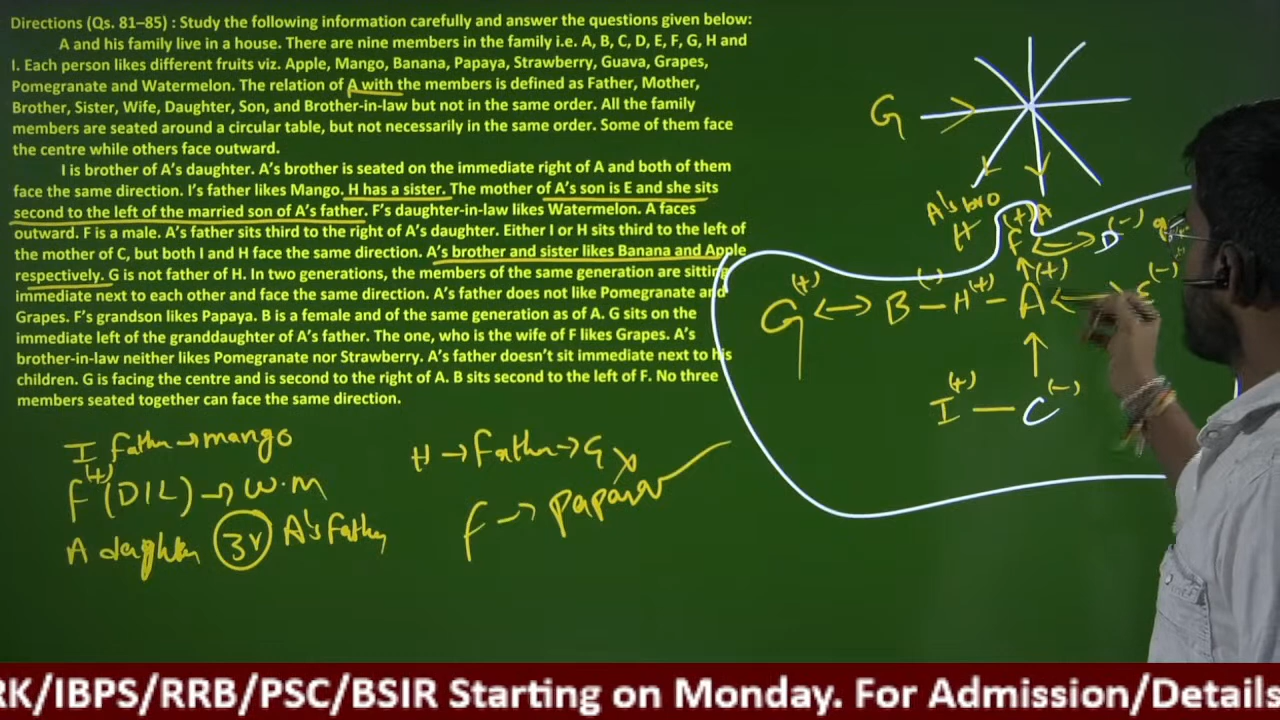 Directions (Qs. 81–85) : Study the following information carefully and answer the questions given below:
A and his family live in a house. There are nine members in the family i.e. A, B, C, D, E, F, G, H and
I. Each person likes different fruits viz. Apple, Mango, Banana, Papaya, Strawberry, Guava, Grapes,
Pomegranate and Watermelon. The relation of A with the members is defined as Father, Mother,
Brother, Sister, Wife, Daughter, Son, and Brother-in-law but not in the same order. All the family
members are seated around a circular table, but not necessarily in the same order. Some of them face
the centre while others face outward.
I is brother of A's daughter. A's brother is seated on the immediate right of A and both of them
face the same direction. I's father likes Mango. H has a sister. The mother of A's son is E and she sits
second to the left of the married son of A's father. F's daughter-in-law likes Watermelon. A faces
outward. F is a male. A's father sits third to the right of A's daughter. Either I or H sits third to the left of
the mother of C, but both I and H face the same direction. A's brother and sister likes Banana and Apple
respectively. G is not father of H. In two generations, the members of the same generation are sitting
immediate next to each other and face the same direction. A's father does not like Pomegranate and
Grapes. F's grandson likes Papaya. B is a female and of the same generation as of A. G sits on the
immediate left of the granddaughter of A's father. The one, who is the wife of F likes Grapes. A's
brother-in-law neither likes Pomegranate nor Strawberry. A's father doesn't sit immediate next to his
children. G is facing the centre and is second to the right of A. B sits second to the left of F. No three
members seated together can face the same direction.
G
A's bro
H
A
(+)
F D (-)
(+) (-) (+) (+) (-)
G B - H - A
(+) (-)
I - C
I Father → mango
(+)
F (DIL) → W.M
A daughter 3r A's Father
H → Father → G x
F → papaya
RK/IBPS/RRB/PSC/BSIR Starting on Monday. For Admission/Details